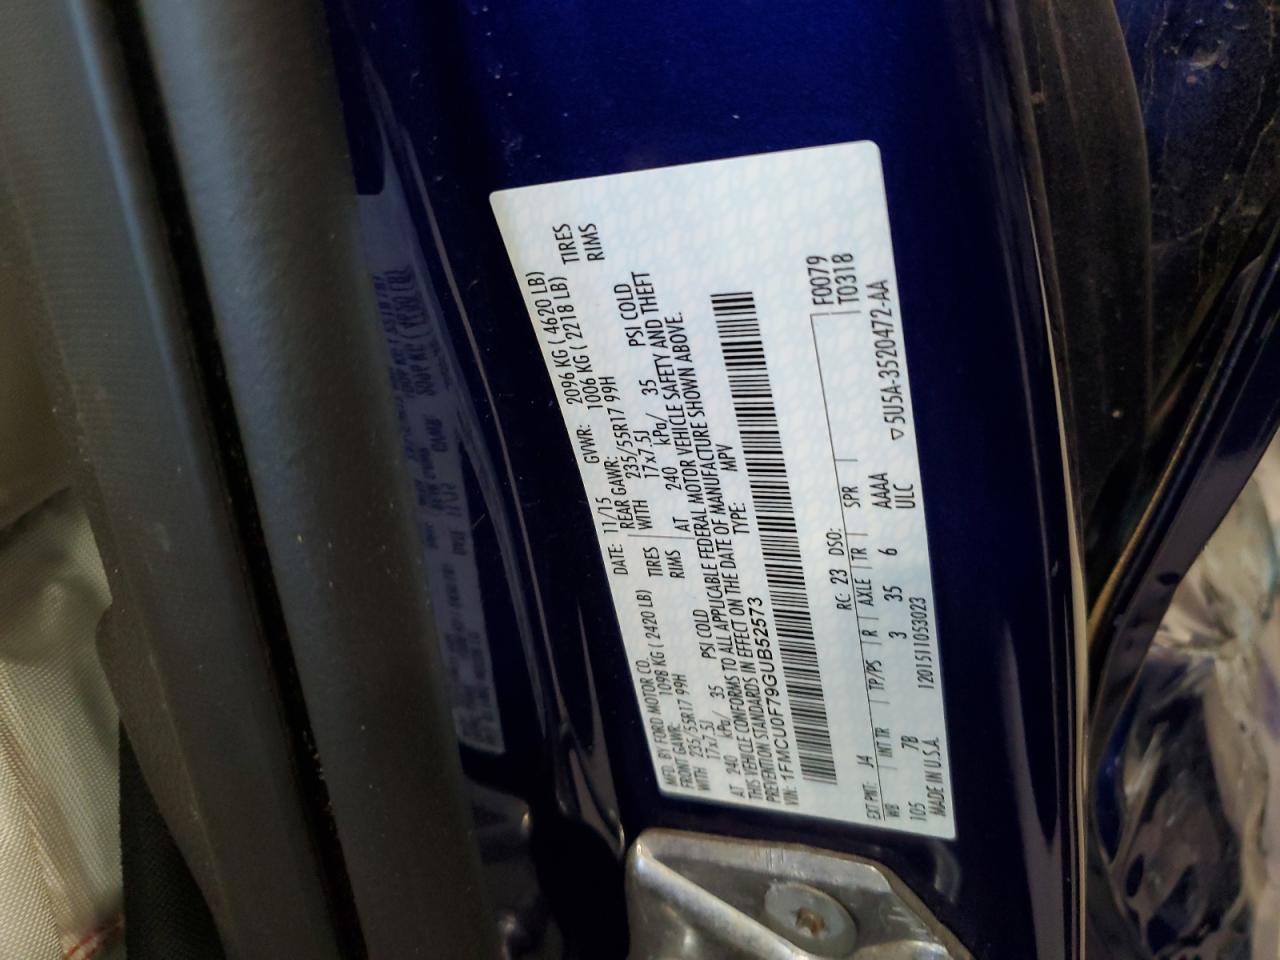 MFD. BY FORD MOTOR CO.
DATE: 11/15 GVWR: 2096 KG ( 4620 LB)
FRONT GAWR: 1098 KG ( 2420 LB) REAR GAWR: 1006 KG ( 2218 LB)
WITH 235/55R17 99H TIRES WITH 235/55R17 99H TIRES
17x7.5J RIMS 17x7.5J RIMS
AT 240 kPa/ 35 PSI COLD AT 240 kPa/ 35 PSI COLD
THIS VEHICLE CONFORMS TO ALL APPLICABLE FEDERAL MOTOR VEHICLE SAFETY AND THEFT
PREVENTION STANDARDS IN EFFECT ON THE DATE OF MANUFACTURE SHOWN ABOVE.
VIN: 1FMCU0F79GUB52573 TYPE: MPV
F0079
EXT PNT: J4 RC: 23 DSO: T0318
WB INT TR TP/PS R AXLE TR SPR
105 7B 3 35 6 AAAA
MADE IN U.S.A. 1201511053023 ULC ▽5U5A-3520472-AA